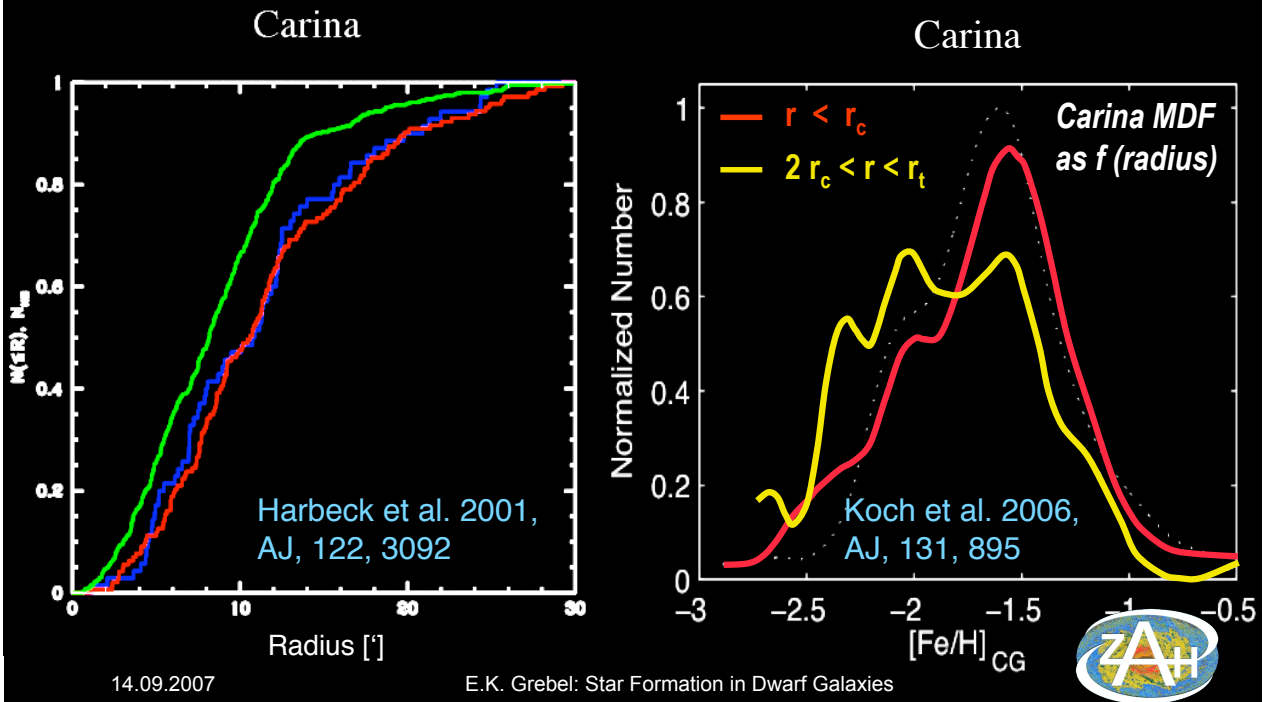 Carina
1
0.8
0.6
0.4
0.2
0
0
10
20
30
Radius [']
Harbeck et al. 2001,
AJ, 122, 3092
Carina
r < rc
2 rc < r < rt
Carina MDF
as f (radius)
Normalized Number
1
0.8
0.6
0.4
0.2
0
−3
−2.5
−2
−1.5
−1
−0.5
[Fe/H]CG
Koch et al. 2006,
AJ, 131, 895
14.09.2007
E.K. Grebel: Star Formation in Dwarf Galaxies
ZAH